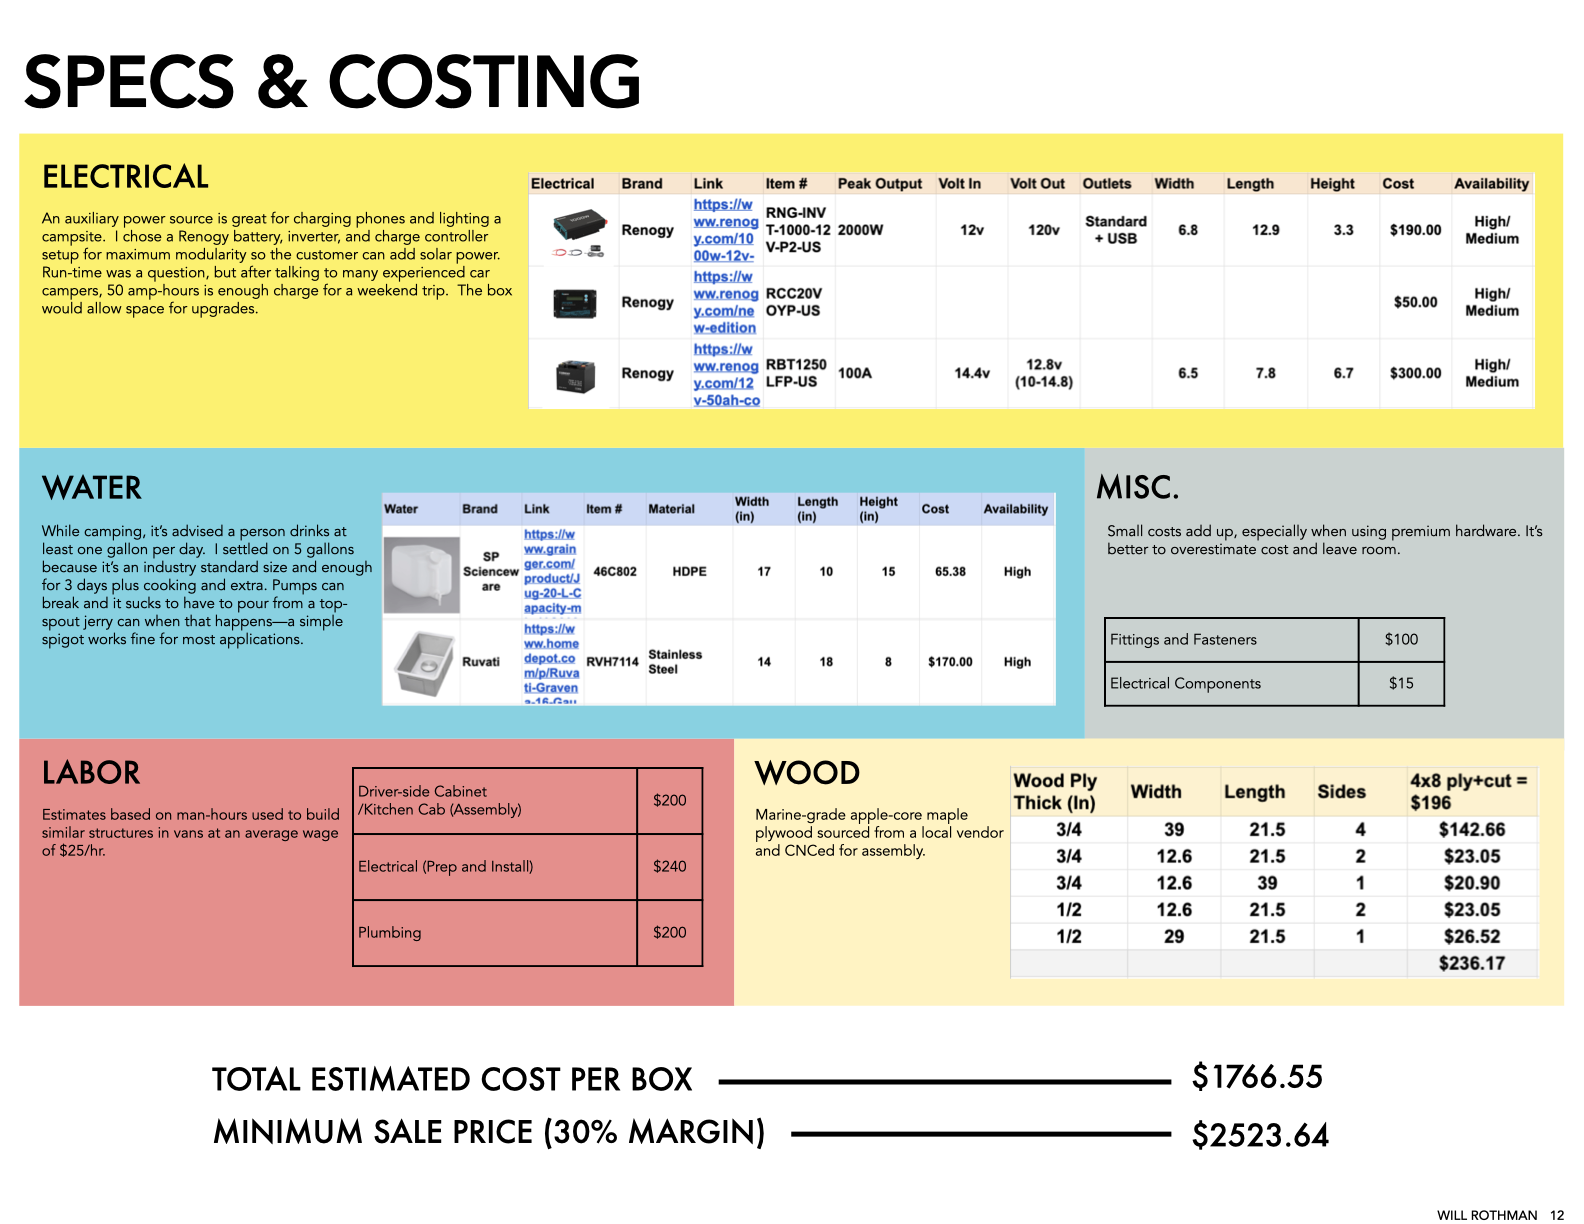 SPECS & COSTING
ELECTRICAL
An auxiliary power source is great for charging phones and lighting a
campsite.  I chose a Renogy battery, inverter, and charge controller
setup for maximum modularity so the customer can add solar power.
Run-time was a question, but after talking to many experienced car
campers, 50 amp-hours is enough charge for a weekend trip.  The box
would allow space for upgrades.
Electrical Brand Link Item # Peak Output Volt In Volt Out Outlets Width Length Height Cost Availability
Renogy https://www.renogy.com/1000w-12v- RNG-INVT-1000-12V-P2-US 2000W 12v 120v Standard + USB 6.8 12.9 3.3 $190.00 High/Medium
Renogy https://www.renogy.com/new-edition RCC20VOYP-US $50.00 High/Medium
Renogy https://www.renogy.com/12v-50ah-co RBT1250LFP-US 100A 14.4v 12.8v (10-14.8) 6.5 7.8 6.7 $300.00 High/Medium
WATER
While camping, it's advised a person drinks at
least one gallon per day.  I settled on 5 gallons
because it's an industry standard size and enough
for 3 days plus cooking and extra. Pumps can
break and it sucks to have to pour from a top-
spout jerry can when that happens—a simple
spigot works fine for most applications.
Water Brand Link Item # Material Width (in) Length (in) Height (in) Cost Availability
SP Scienceware https://www.grainger.com/product/Jug-20-L-Capacity-m 46C802 HDPE 17 10 15 65.38 High
Ruvati https://www.homedepot.com/p/Ruvati-Gravena-16-Gau RVH7114 Stainless Steel 14 18 8 $170.00 High
MISC.
Small costs add up, especially when using premium hardware. It's
better to overestimate cost and leave room.
Fittings and Fasteners $100
Electrical Components $15
LABOR
Estimates based on man-hours used to build
similar structures in vans at an average wage
of $25/hr.
Driver-side Cabinet
/Kitchen Cab (Assembly) $200
Electrical (Prep and Install) $240
Plumbing $200
WOOD
Marine-grade apple-core maple
plywood sourced from a local vendor
and CNCed for assembly.
Wood Ply Thick (In) Width Length Sides 4x8 ply+cut = $196
3/4 39 21.5 4 $142.66
3/4 12.6 21.5 2 $23.05
3/4 12.6 39 1 $20.90
1/2 12.6 21.5 2 $23.05
1/2 29 21.5 1 $26.52
$236.17
TOTAL ESTIMATED COST PER BOX $1766.55
MINIMUM SALE PRICE (30% MARGIN) $2523.64
WILL ROTHMAN 12